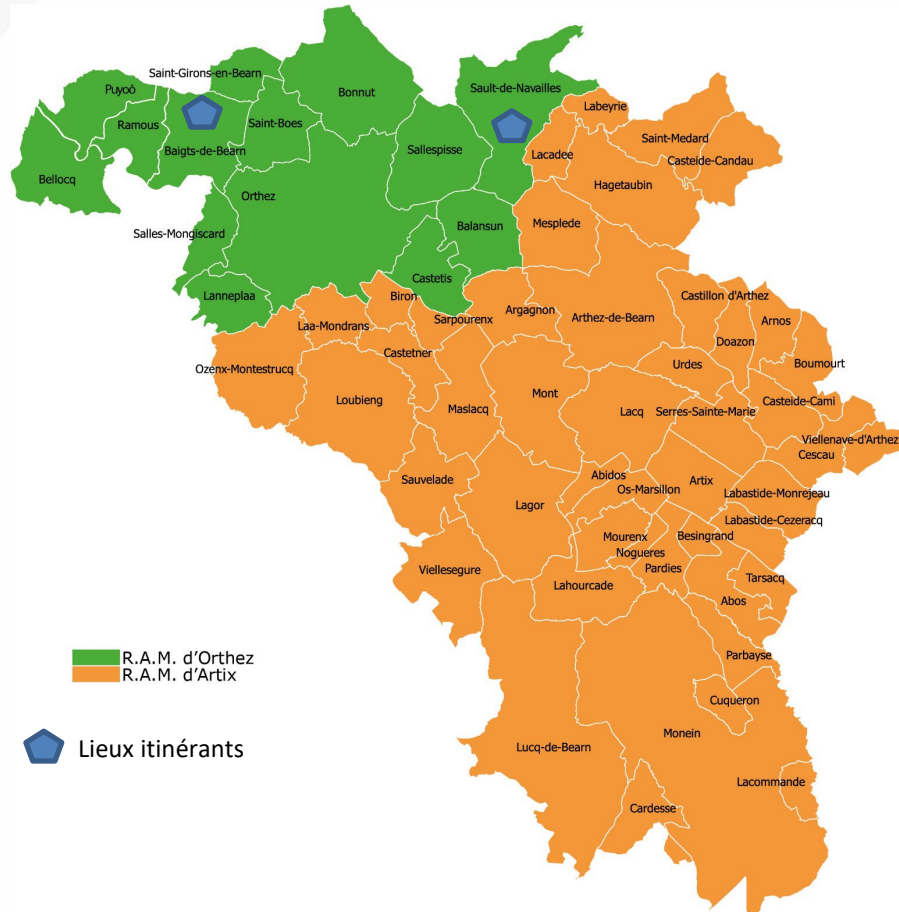 Saint-Girons-en-Bearn
Puyoô
Bonnut
Sault-de-Navailles
Labeyrie
Ramous
Saint-Boes
Saint-Medard
Baigts-de-Bearn
Sallespisse
Lacadee
Casteide-Candau
Bellocq
Hagetaubin
Orthez
Mesplede
Balansun
Salles-Mongiscard
Castetis
Lanneplaa
Biron
Castillon d'Arthez
Argagnon
Sarpourenx
Arthez-de-Bearn
Arnos
Laa-Mondrans
Doazon
Castetner
Boumourt
Ozenx-Montestrucq
Urdes
Mont
Loubieng
Casteide-Cami
Maslacq
Lacq
Serres-Sainte-Marie
Viellenave-d'Arthez
Cescau
Abidos
Sauvelade
Artix
Os-Marsillon
Labastide-Monrejeau
Lagor
Labastide-Cezeracq
Mourenx
Besingrand
Nogueres
Viellesegure
Pardies
Tarsacq
Lahourcade
Abos
Parbayse
R.A.M. d'Orthez
R.A.M. d'Artix
Cuqueron
Monein
Lucq-de-Bearn
Lieux itinérants
Lacommande
Cardesse